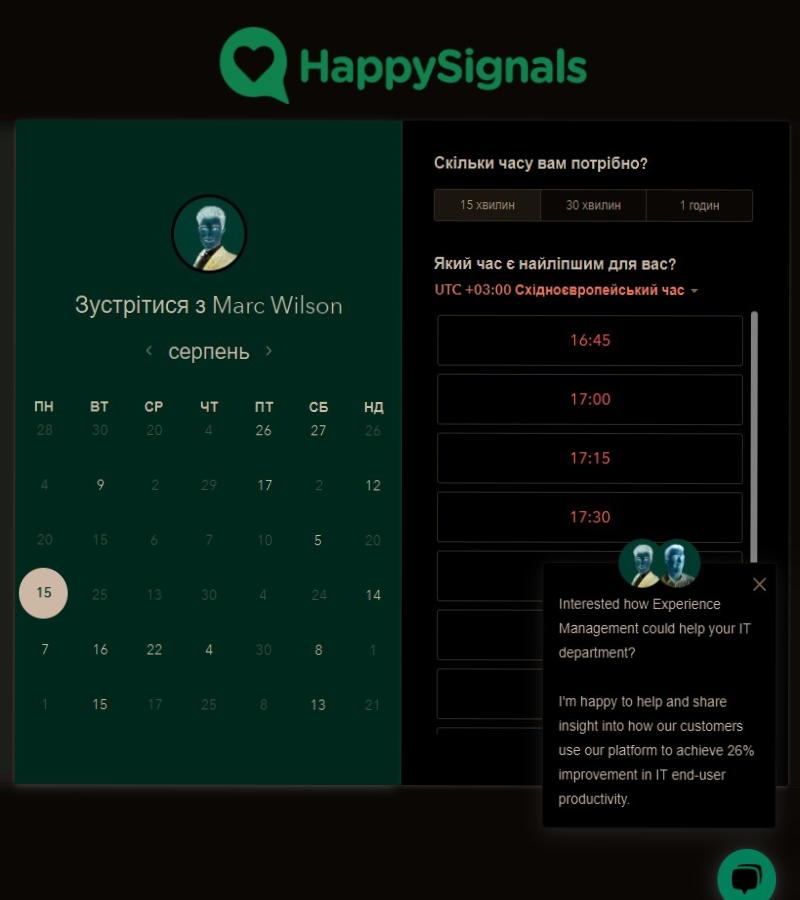 HappySignals
Зустрітися з Marc Wilson
серпень
ПН ВТ СР ЧТ ПТ СБ НД
28 30 20 4 26 27 26
4 9 2 29 17 2 12
20 15 6 7 10 5 20
15 25 13 30 4 24 14
7 16 22 4 30 8 1
1 15 17 25 8 13 21
Скільки часу вам потрібно?
15 хвилин 30 хвилин 1 годин
Який час є найліпшим для вас?
UTC +03:00 Східноєвропейський час
16:45
17:00
17:15
17:30
Interested how Experience
Management could help your IT
department?
I'm happy to help and share
insight into how our customers
use our platform to achieve 26%
improvement in IT end-user
productivity.